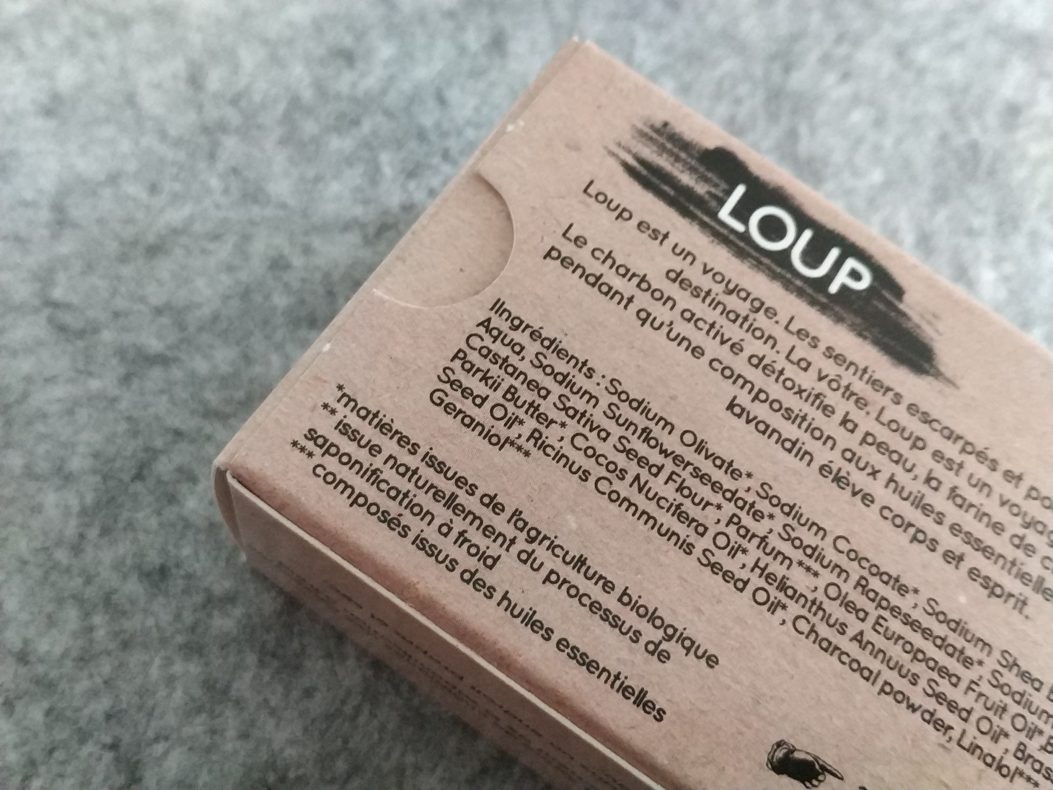 LOUP
Loup est un voyage. Les sentiers escarpés et
destination. La vôtre. Loup est un
Le charbon activé détoxifie la peau, la farine de
pendant qu'une composition aux huiles
lavandin élève corps et esprit.
IIngrédients : Sodium Olivate*, Sodium Cocoate*, Sodium Shea
Aqua, Sodium Sunflowerseedate*, Sodium Rapeseedate*, Sodium
Castanea Sativa Seed Flour*, Parfum***, Olea Europaea Fruit Oil*,
Parkii Butter*, Cocos Nucifera Oil*, Helianthus Annuus Seed Oil*,
Seed Oil*, Ricinus Communis Seed Oil*, Charcoal powder, Linalol***
Geraniol***
*matières issues de l'agriculture biologique
** issue naturellement du processus de
saponification à froid
*** composés issus des huiles essentielles